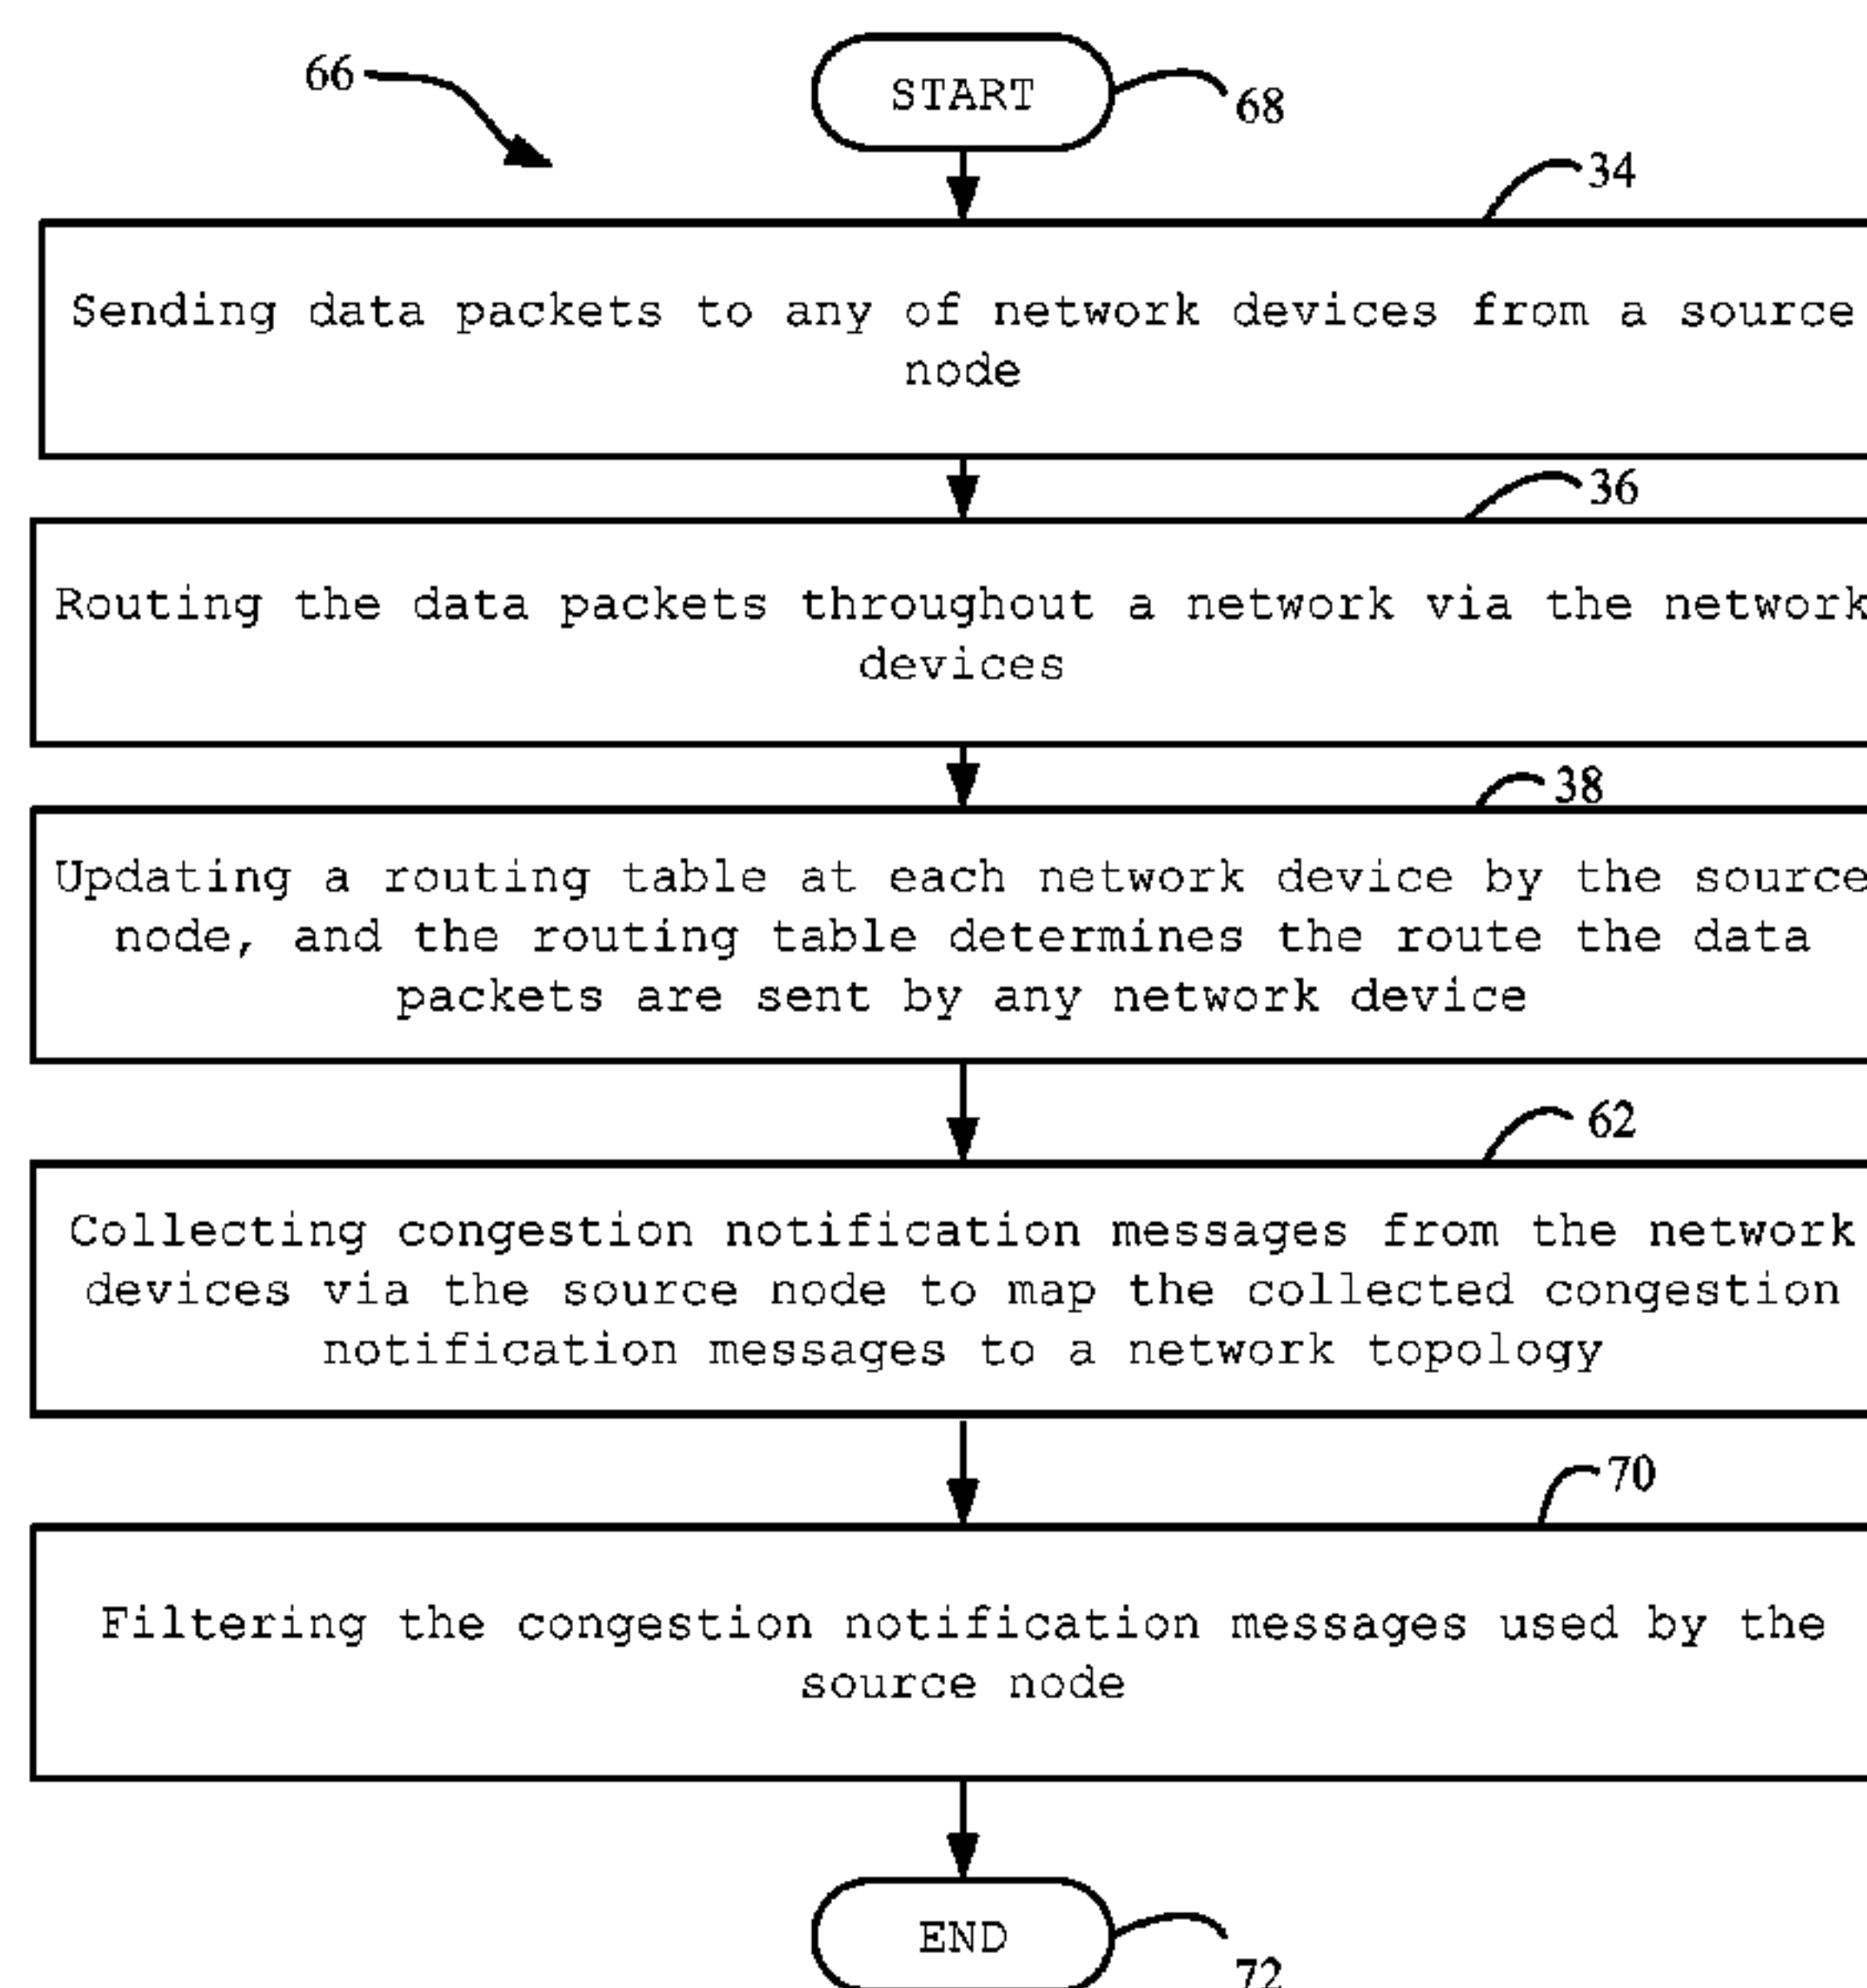 66
START
68
34
Sending data packets to any of network devices from a source
node
36
Routing the data packets throughout a network via the network
devices
38
Updating a routing table at each network device by the source
node, and the routing table determines the route the data
packets are sent by any network device
62
Collecting congestion notification messages from the network
devices via the source node to map the collected congestion
notification messages to a network topology
70
Filtering the congestion notification messages used by the
source node
END
72